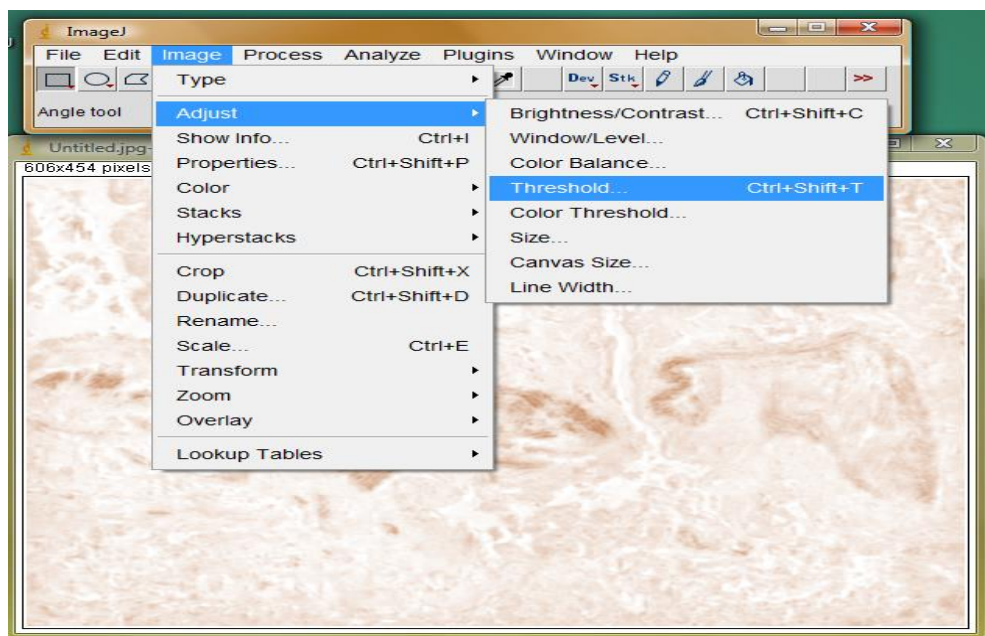 ImageJ
File Edit Image Process Analyze Plugins Window Help
Dev Stk >>
Angle tool
Untitled.jpg-
606x454 pixels
Type
Adjust
Show Info... Ctrl+I
Properties... Ctrl+Shift+P
Color
Stacks
Hyperstacks
Crop Ctrl+Shift+X
Duplicate... Ctrl+Shift+D
Rename...
Scale... Ctrl+E
Transform
Zoom
Overlay
Lookup Tables
Brightness/Contrast... Ctrl+Shift+C
Window/Level...
Color Balance...
Threshold... Ctrl+Shift+T
Color Threshold...
Size...
Canvas Size...
Line Width...